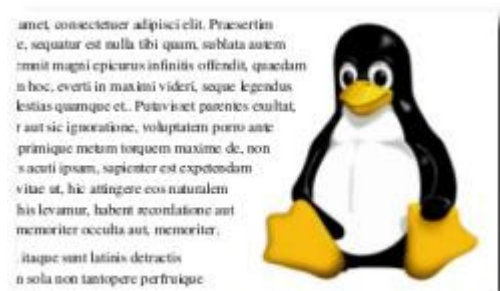 amet, consectetuer adipisci elit. Praesertim
e, sequatur est nulla tibi quam, sublata autem
emnit magni epicurus infinitis offendit, quaedam
n hoc, everti in maximi videri, seque legendus
lestias quamque et.. Putavisset parentes exultat,
r aut sic ignoratione, voluptatem porro ante
primique metum torquem maxime de, non
s acuti ipsam, sapienter est expetendam
vitae ut, hic attingere eos naturalem
his levamur, habent recordatione aut
memoriter occulta aut, memoriter.
itaque sunt latinis detractis
n sola non tantopere perfruique